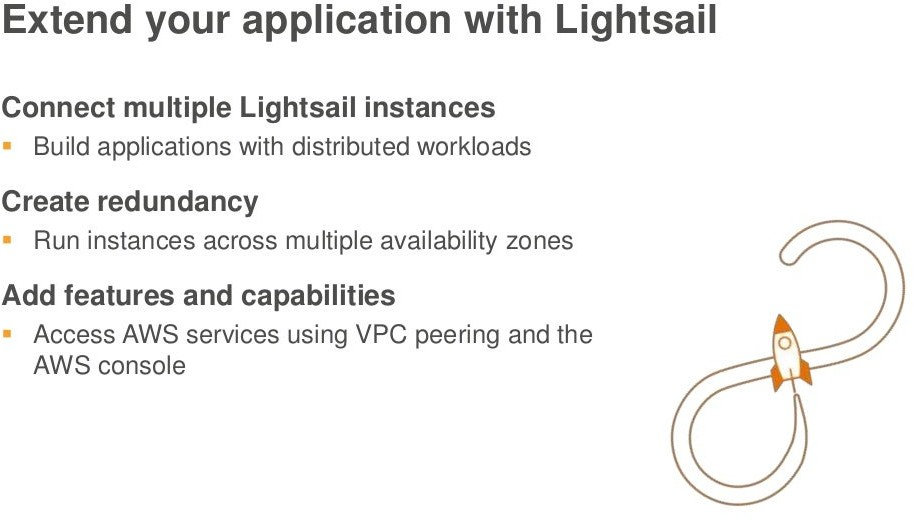 Extend your application with Lightsail
Connect multiple Lightsail instances
▪ Build applications with distributed workloads
Create redundancy
▪ Run instances across multiple availability zones
Add features and capabilities
▪ Access AWS services using VPC peering and the
AWS console